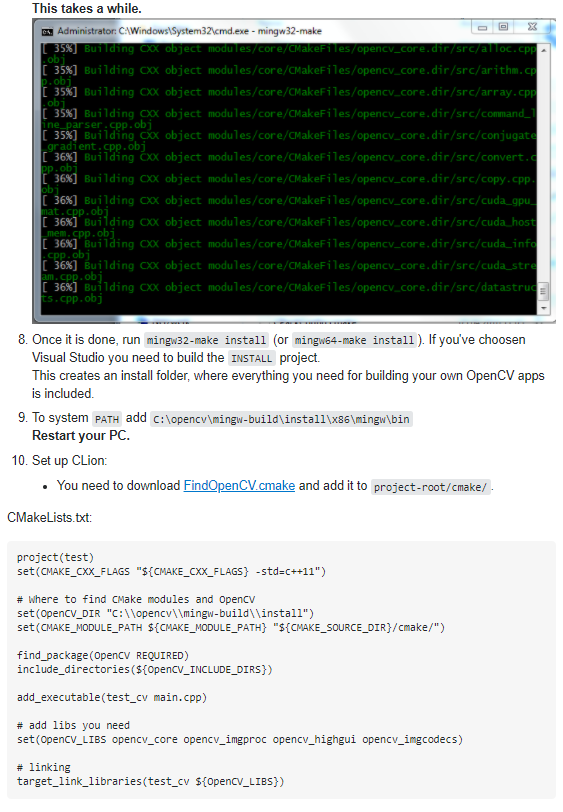 This takes a while.
Administrator: C:\Windows\System32\cmd.exe - mingw32-make
[ 35%] Building CXX object modules/core/CMakeFiles/opencv_core.dir/src/alloc.cpp
.obj
[ 35%] Building CXX object modules/core/CMakeFiles/opencv_core.dir/src/arithm.cp
p.obj
[ 35%] Building CXX object modules/core/CMakeFiles/opencv_core.dir/src/array.cpp
.obj
[ 35%] Building CXX object modules/core/CMakeFiles/opencv_core.dir/src/command_l
ine_parser.cpp.obj
[ 35%] Building CXX object modules/core/CMakeFiles/opencv_core.dir/src/conjugate
_gradient.cpp.obj
[ 36%] Building CXX object modules/core/CMakeFiles/opencv_core.dir/src/convert.c
pp.obj
[ 36%] Building CXX object modules/core/CMakeFiles/opencv_core.dir/src/copy.cpp.
obj
[ 36%] Building CXX object modules/core/CMakeFiles/opencv_core.dir/src/cuda_gpu_
mat.cpp.obj
[ 36%] Building CXX object modules/core/CMakeFiles/opencv_core.dir/src/cuda_host
_mem.cpp.obj
[ 36%] Building CXX object modules/core/CMakeFiles/opencv_core.dir/src/cuda_info
.cpp.obj
[ 36%] Building CXX object modules/core/CMakeFiles/opencv_core.dir/src/cuda_stre
am.cpp.obj
[ 36%] Building CXX object modules/core/CMakeFiles/opencv_core.dir/src/datastruc
ts.cpp.obj
8. Once it is done, run mingw32-make install (or mingw64-make install). If you've choosen
Visual Studio you need to build the INSTALL project.
This creates an install folder, where everything you need for building your own OpenCV apps
is included.
9. To system PATH add C:\opencv\mingw-build\install\x86\mingw\bin
Restart your PC.
10. Set up CLion:
• You need to download FindOpenCV.cmake and add it to project-root/cmake/.
CMakeLists.txt:
project(test)
set(CMAKE_CXX_FLAGS "${CMAKE_CXX_FLAGS} -std=c++11")
# Where to find CMake modules and OpenCV
set(OpenCV_DIR "C:\\opencv\\mingw-build\\install")
set(CMAKE_MODULE_PATH ${CMAKE_MODULE_PATH} "${CMAKE_SOURCE_DIR}/cmake/")
find_package(OpenCV REQUIRED)
include_directories(${OpenCV_INCLUDE_DIRS})
add_executable(test_cv main.cpp)
# add libs you need
set(OpenCV_LIBS opencv_core opencv_imgproc opencv_highgui opencv_imgcodecs)
# linking
target_link_libraries(test_cv ${OpenCV_LIBS})